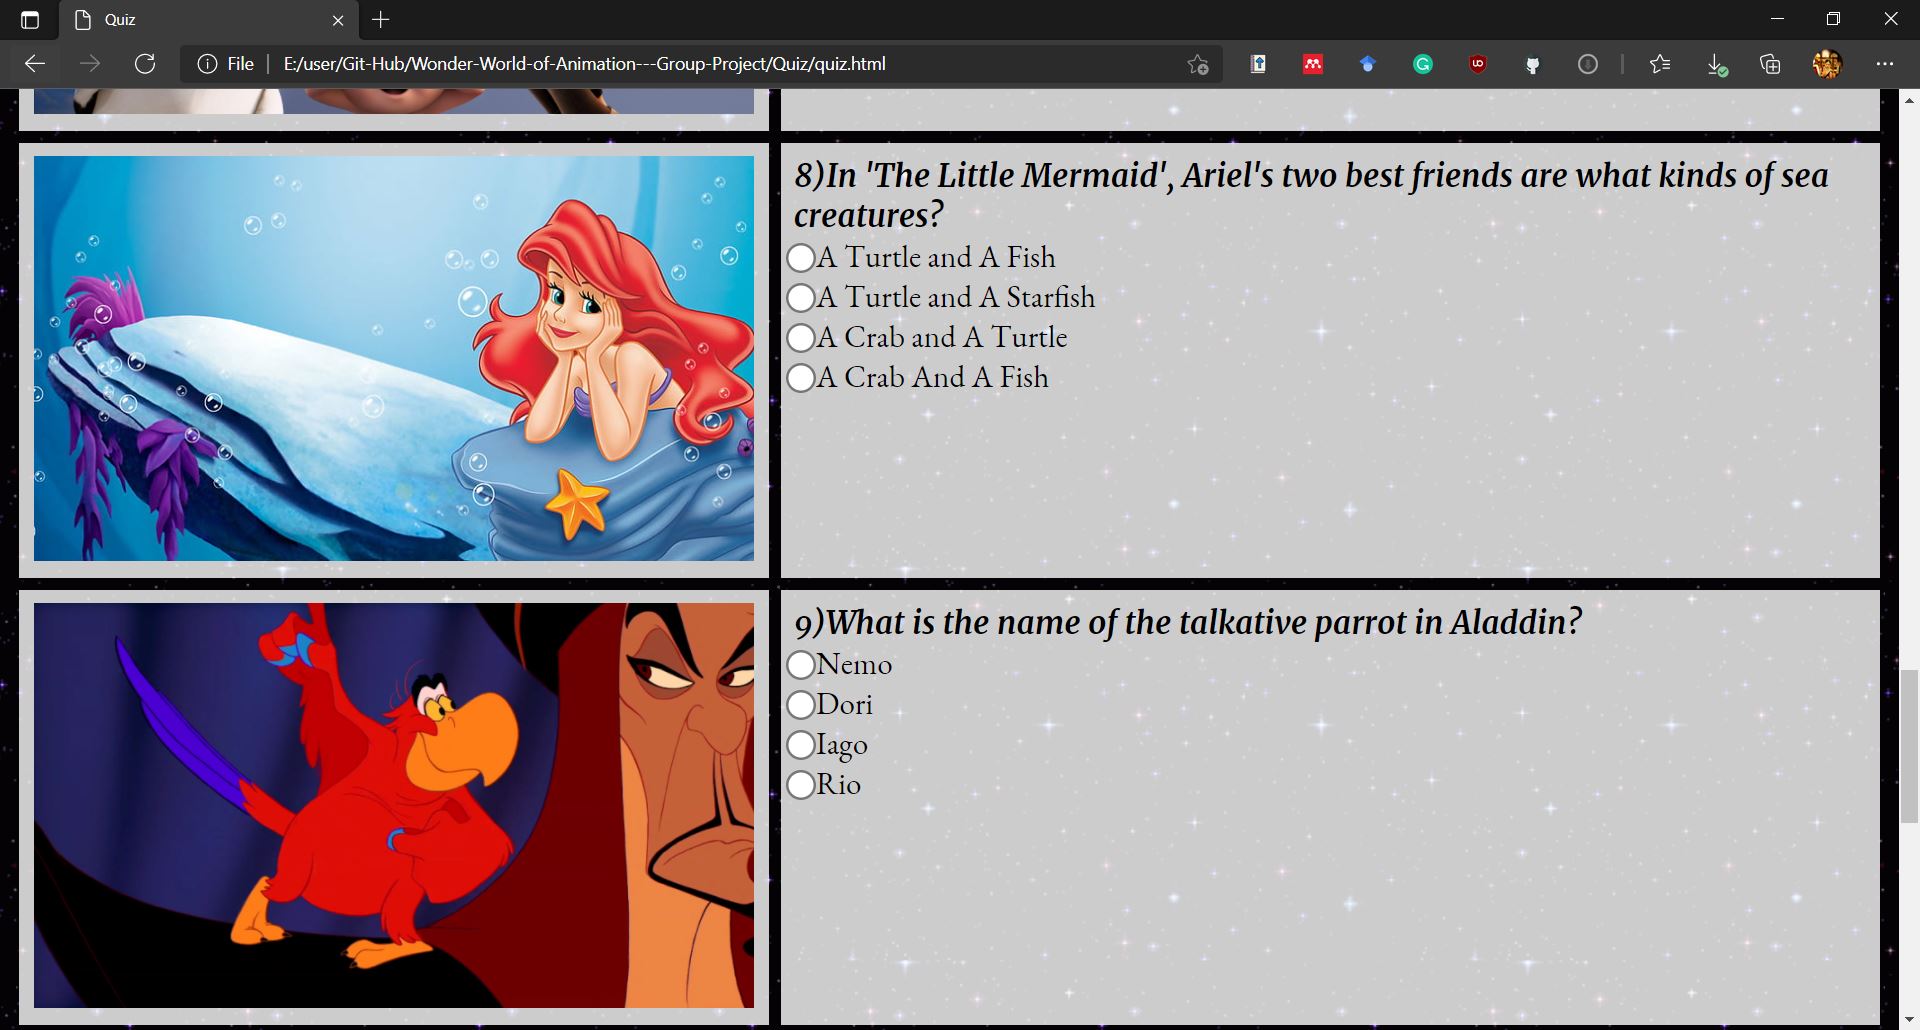 Quiz
File
E:/user/Git-Hub/Wonder-World-of-Animation---Group-Project/Quiz/quiz.html
8)In 'The Little Mermaid', Ariel's two best friends are what kinds of sea
creatures?
A Turtle and A Fish
A Turtle and A Starfish
A Crab and A Turtle
A Crab And A Fish
9)What is the name of the talkative parrot in Aladdin?
Nemo
Dori
Iago
Rio